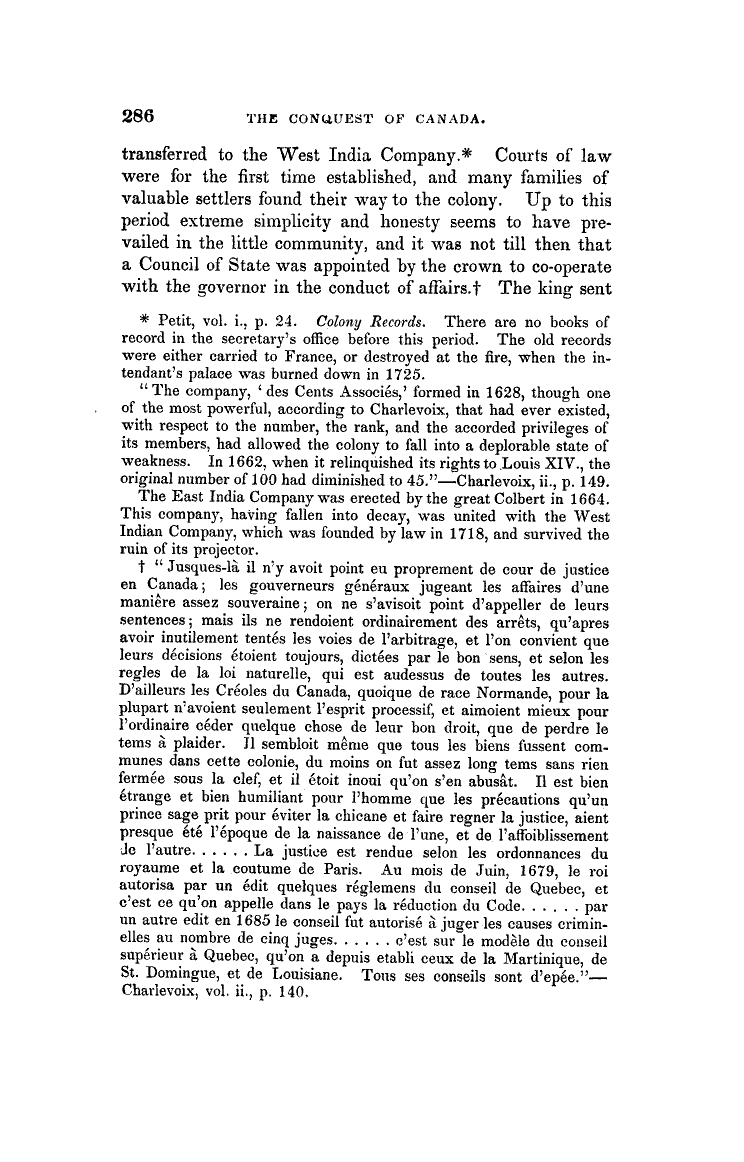 286 THE CONQUEST OF CANADA.
transferred to the West India Company.* Courts of law
were for the first time established, and many families of
valuable settlers found their way to the colony. Up to this
period extreme simplicity and honesty seems to have pre-
vailed in the little community, and it was not till then that
a Council of State was appointed by the crown to co-operate
with the governor in the conduct of affairs.† The king sent
* Petit, vol. i., p. 24. Colony Records. There are no books of
record in the secretary's office before this period. The old records
were either carried to France, or destroyed at the fire, when the in-
tendant's palace was burned down in 1725.
"The company, 'des Cents Associés,' formed in 1628, though one
of the most powerful, according to Charlevoix, that had ever existed,
with respect to the number, the rank, and the accorded privileges of
its members, had allowed the colony to fall into a deplorable state of
weakness. In 1662, when it relinquished its rights to Louis XIV., the
original number of 100 had diminished to 45."—Charlevoix, ii., p. 149.
The East India Company was erected by the great Colbert in 1664.
This company, having fallen into decay, was united with the West
Indian Company, which was founded by law in 1718, and survived the
ruin of its projector.
† "Jusques-là il n'y avoit point eu proprement de cour de justice
en Canada; les gouverneurs généraux jugeant les affaires d'une
manière assez souveraine; on ne s'avisoit point d'appeller de leurs
sentences; mais ils ne rendoient ordinairement des arrêts, qu'apres
avoir inutilement tentés les voies de l'arbitrage, et l'on convient que
leurs décisions étoient toujours, dictées par le bon sens, et selon les
regles de la loi naturelle, qui est audessus de toutes les autres.
D'ailleurs les Créoles du Canada, quoique de race Normande, pour la
plupart n'avoient seulement l'esprit processif, et aimoient mieux pour
l'ordinaire céder quelque chose de leur bon droit, que de perdre le
tems à plaider. Il sembloit même que tous les biens fussent com-
munes dans cette colonie, du moins on fut assez long tems sans rien
fermée sous la clef, et il étoit inoui qu'on s'en abusât. Il est bien
étrange et bien humiliant pour l'homme que les précautions qu'un
prince sage prit pour éviter la chicane et faire regner la justice, aient
presque été l'époque de la naissance de l'une, et de l'affoiblissement
de l'autre. . . . . . La justice est rendue selon les ordonnances du
royaume et la coutume de Paris. Au mois de Juin, 1679, le roi
autorisa par un édit quelques réglemens du conseil de Quebec, et
c'est ce qu'on appelle dans le pays la réduction du Code. . . . . . par
un autre edit en 1685 le conseil fut autorisé à juger les causes crimin-
elles au nombre de cinq juges. . . . . . c'est sur le modèle du conseil
supérieur à Quebec, qu'on a depuis etabli ceux de la Martinique, de
St. Domingue, et de Louisiane. Tous ses conseils sont d'epée."—
Charlevoix, vol. ii., p. 140.